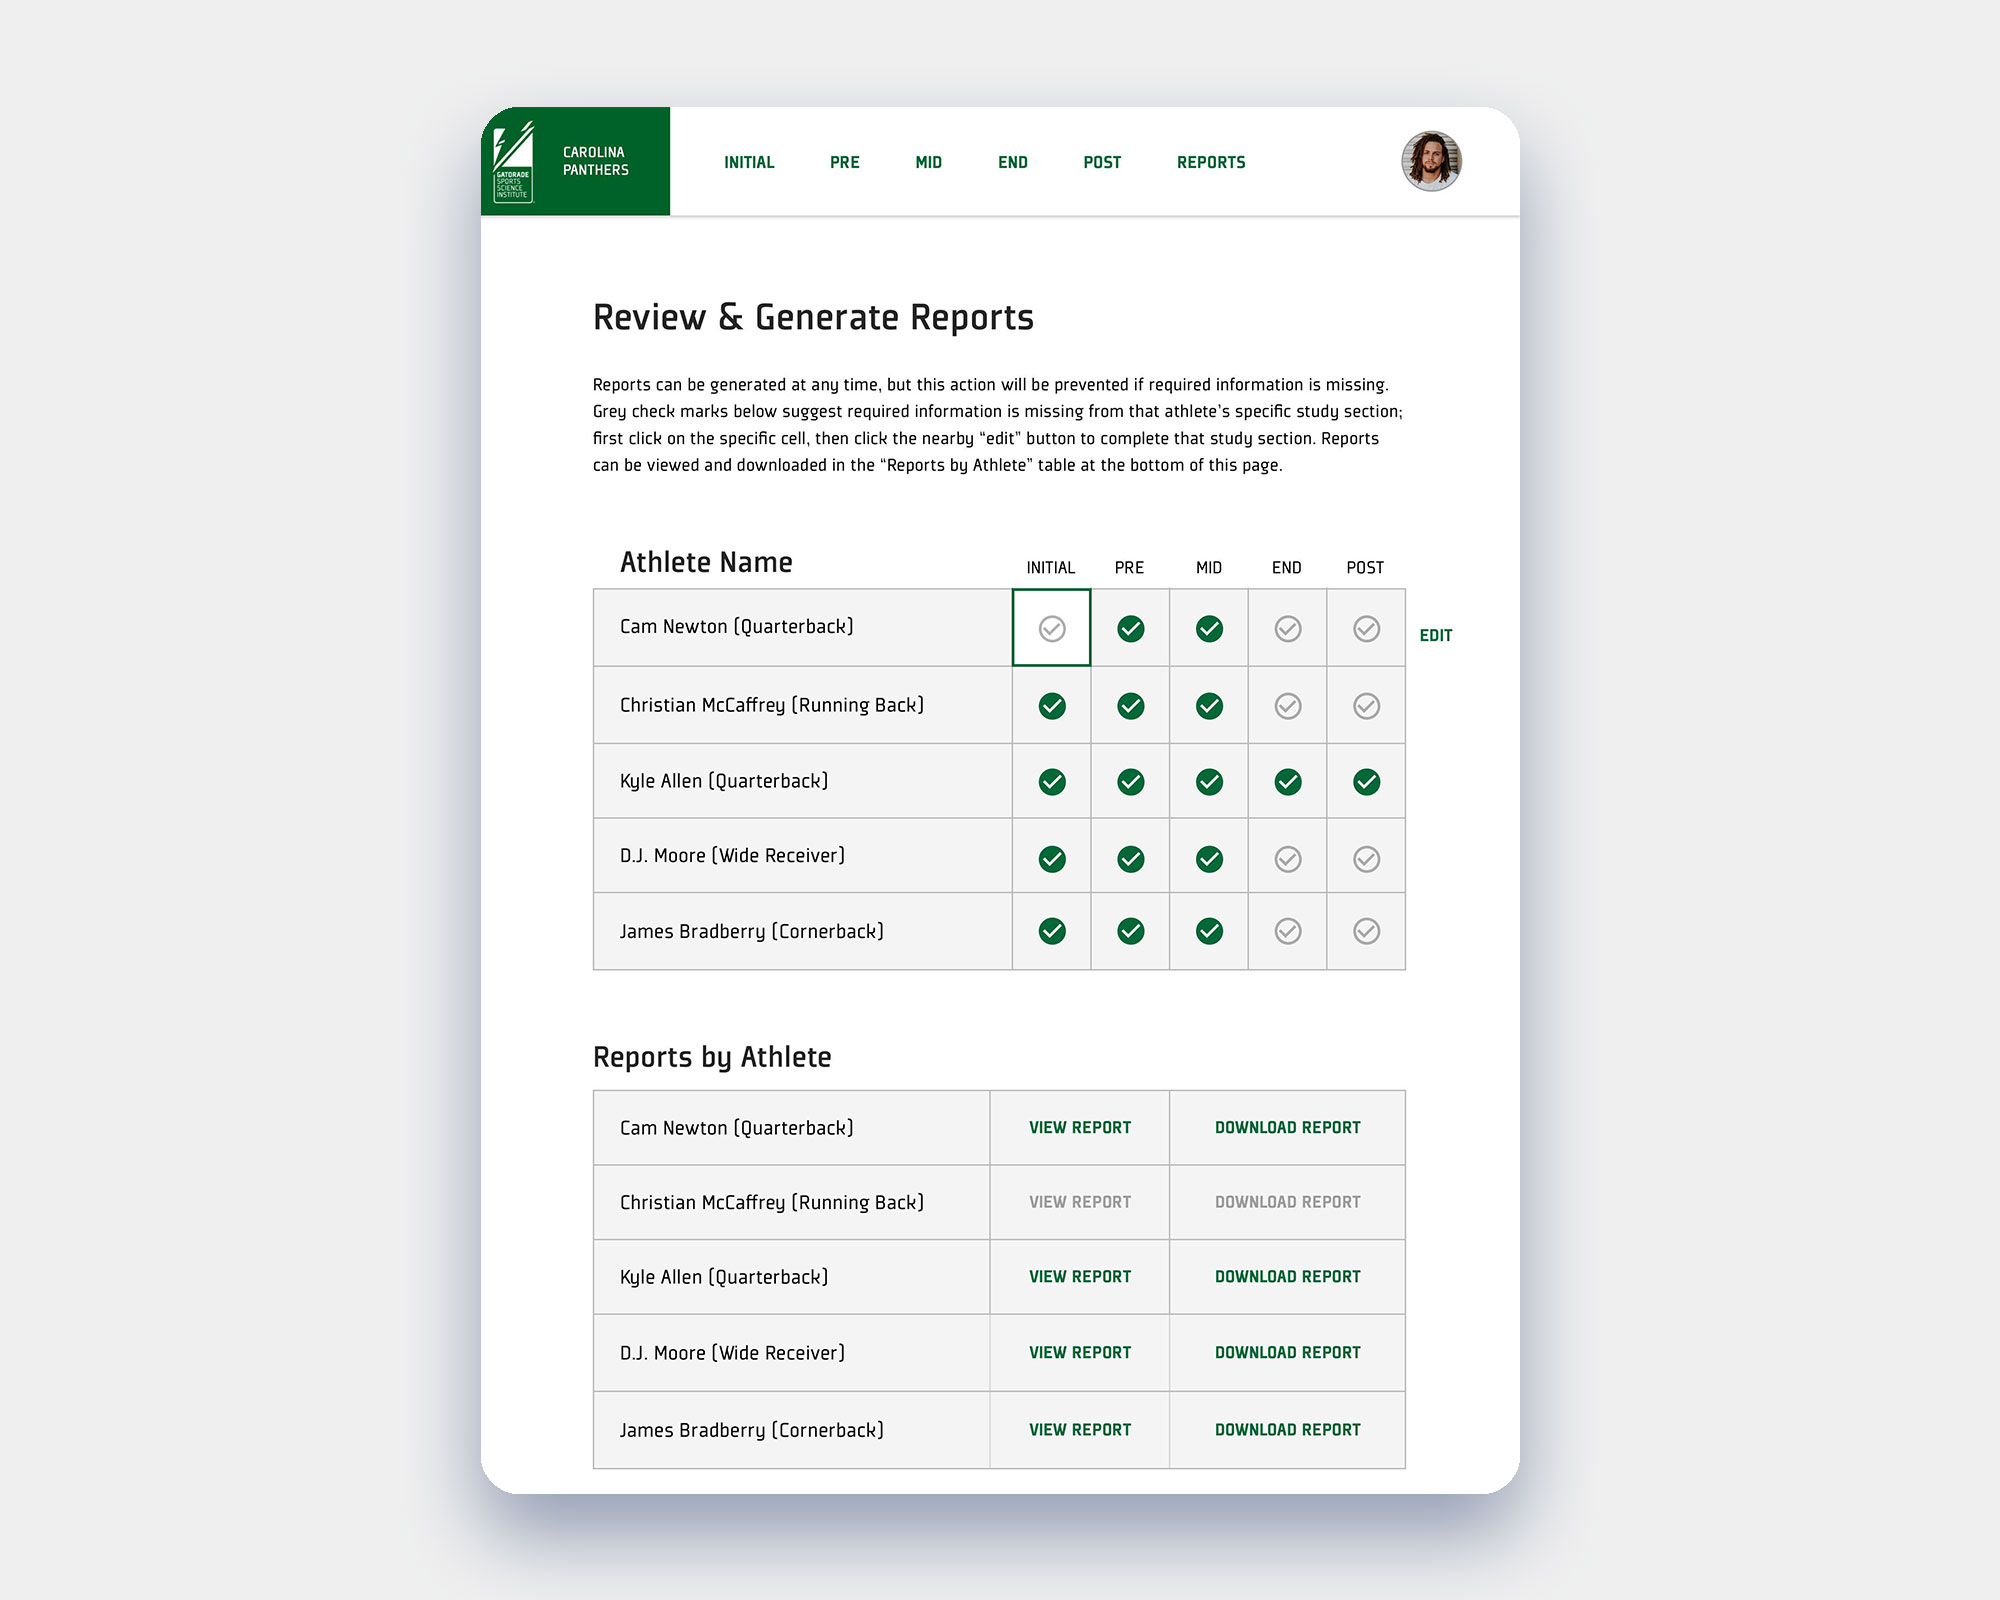 GATORADE
SPORTS
SCIENCE
INSTITUTE
CAROLINA
PANTHERS
INITIAL PRE MID END POST REPORTS
Review & Generate Reports
Reports can be generated at any time, but this action will be prevented if required information is missing.
Grey check marks below suggest required information is missing from that athlete's specific study section;
first click on the specific cell, then click the nearby “edit” button to complete that study section. Reports
can be viewed and downloaded in the “Reports by Athlete” table at the bottom of this page.
Athlete Name INITIAL PRE MID END POST
Cam Newton (Quarterback) EDIT
Christian McCaffrey (Running Back)
Kyle Allen (Quarterback)
D.J. Moore (Wide Receiver)
James Bradberry (Cornerback)
Reports by Athlete
Cam Newton (Quarterback) VIEW REPORT DOWNLOAD REPORT
Christian McCaffrey (Running Back) VIEW REPORT DOWNLOAD REPORT
Kyle Allen (Quarterback) VIEW REPORT DOWNLOAD REPORT
D.J. Moore (Wide Receiver) VIEW REPORT DOWNLOAD REPORT
James Bradberry (Cornerback) VIEW REPORT DOWNLOAD REPORT